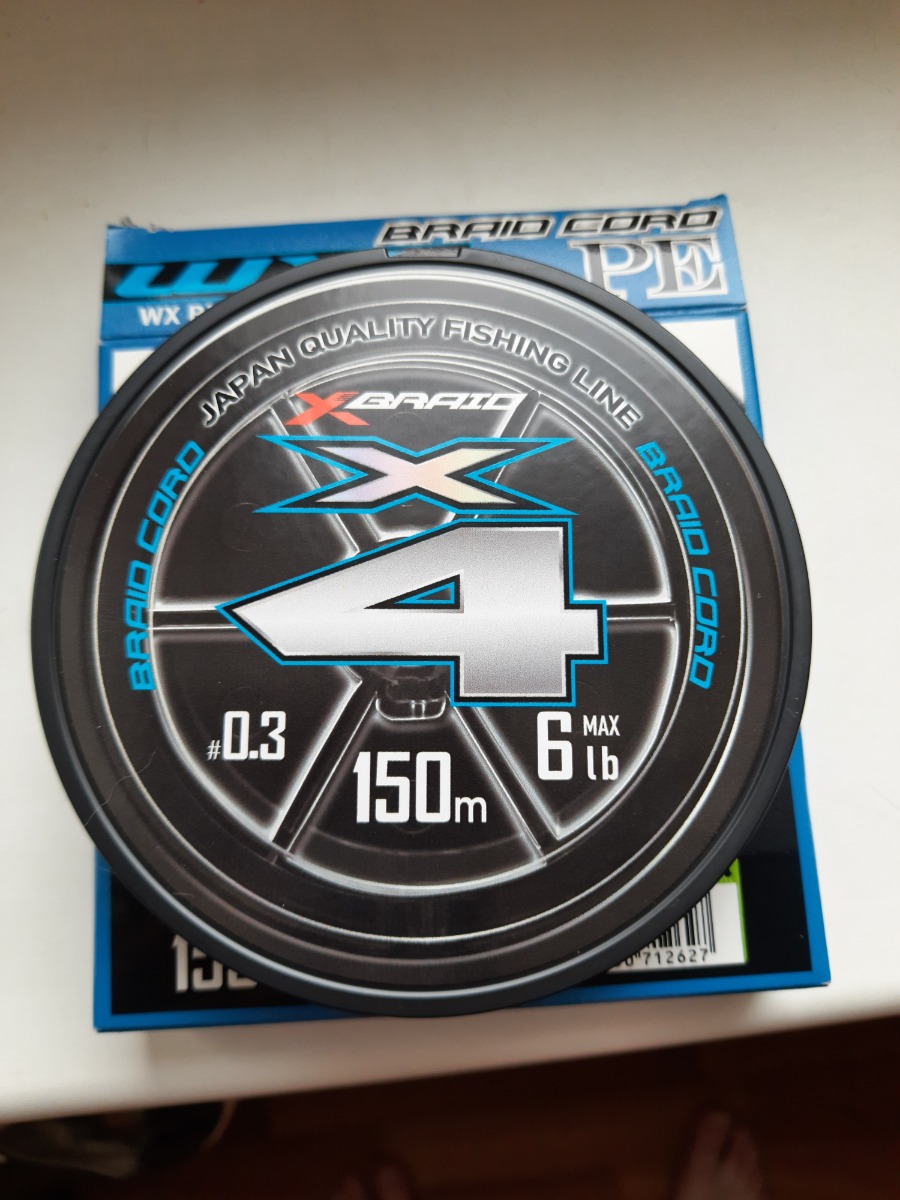 BRAID CORD
PE
WX
JAPAN QUALITY FISHING LINE
XBRAID
BRAID CORD
BRAID CORD
X
4
#0.3
6 MAX lb
150m
712627